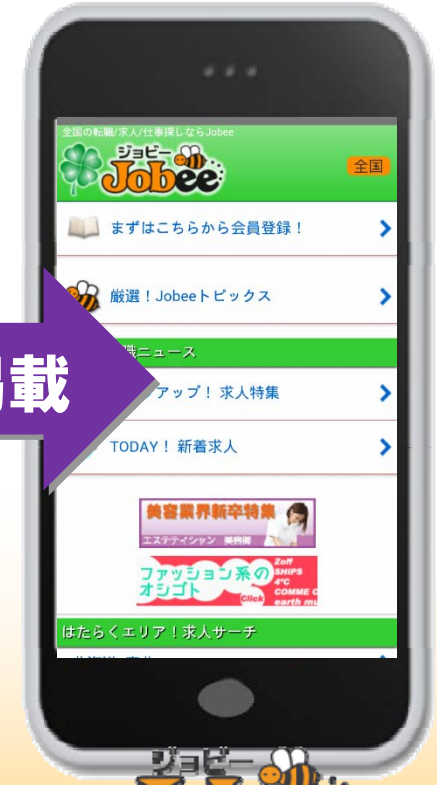 全国の転職/求人/仕事探しならJobee
ジョビー
Jobee
全国
まずはこちらから会員登録！
厳選！Jobeeトピックス
職ニュース
掲載
アップ！ 求人特集
TODAY！ 新着求人
美容業界新卒特集
エステティシャン 美容師
ファッション系の
オシゴト
Click
Zoff
SHIPS
4℃
COMME C
earth mu
はたらくエリア！求人サーチ
ジョビー